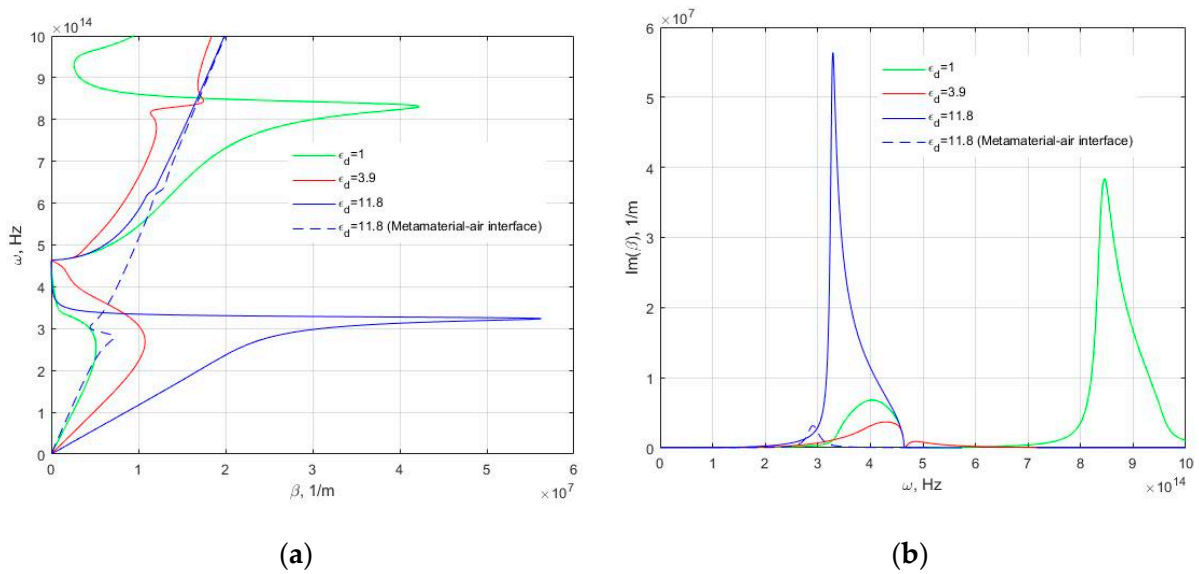 ×10^14
10
9
8
7
6
5
4
3
2
1
0
ω, Hz
ϵ_d=1
ϵ_d=3.9
ϵ_d=11.8
ϵ_d=11.8 (Metamaterial-air interface)
0 1 2 3 4 5 6
×10^7
β, 1/m
(a)
×10^7
6
5
4
3
2
1
0
Im(β), 1/m
ϵ_d=1
ϵ_d=3.9
ϵ_d=11.8
ϵ_d=11.8 (Metamaterial-air interface)
0 1 2 3 4 5 6 7 8 9 10
×10^14
ω, Hz
(b)